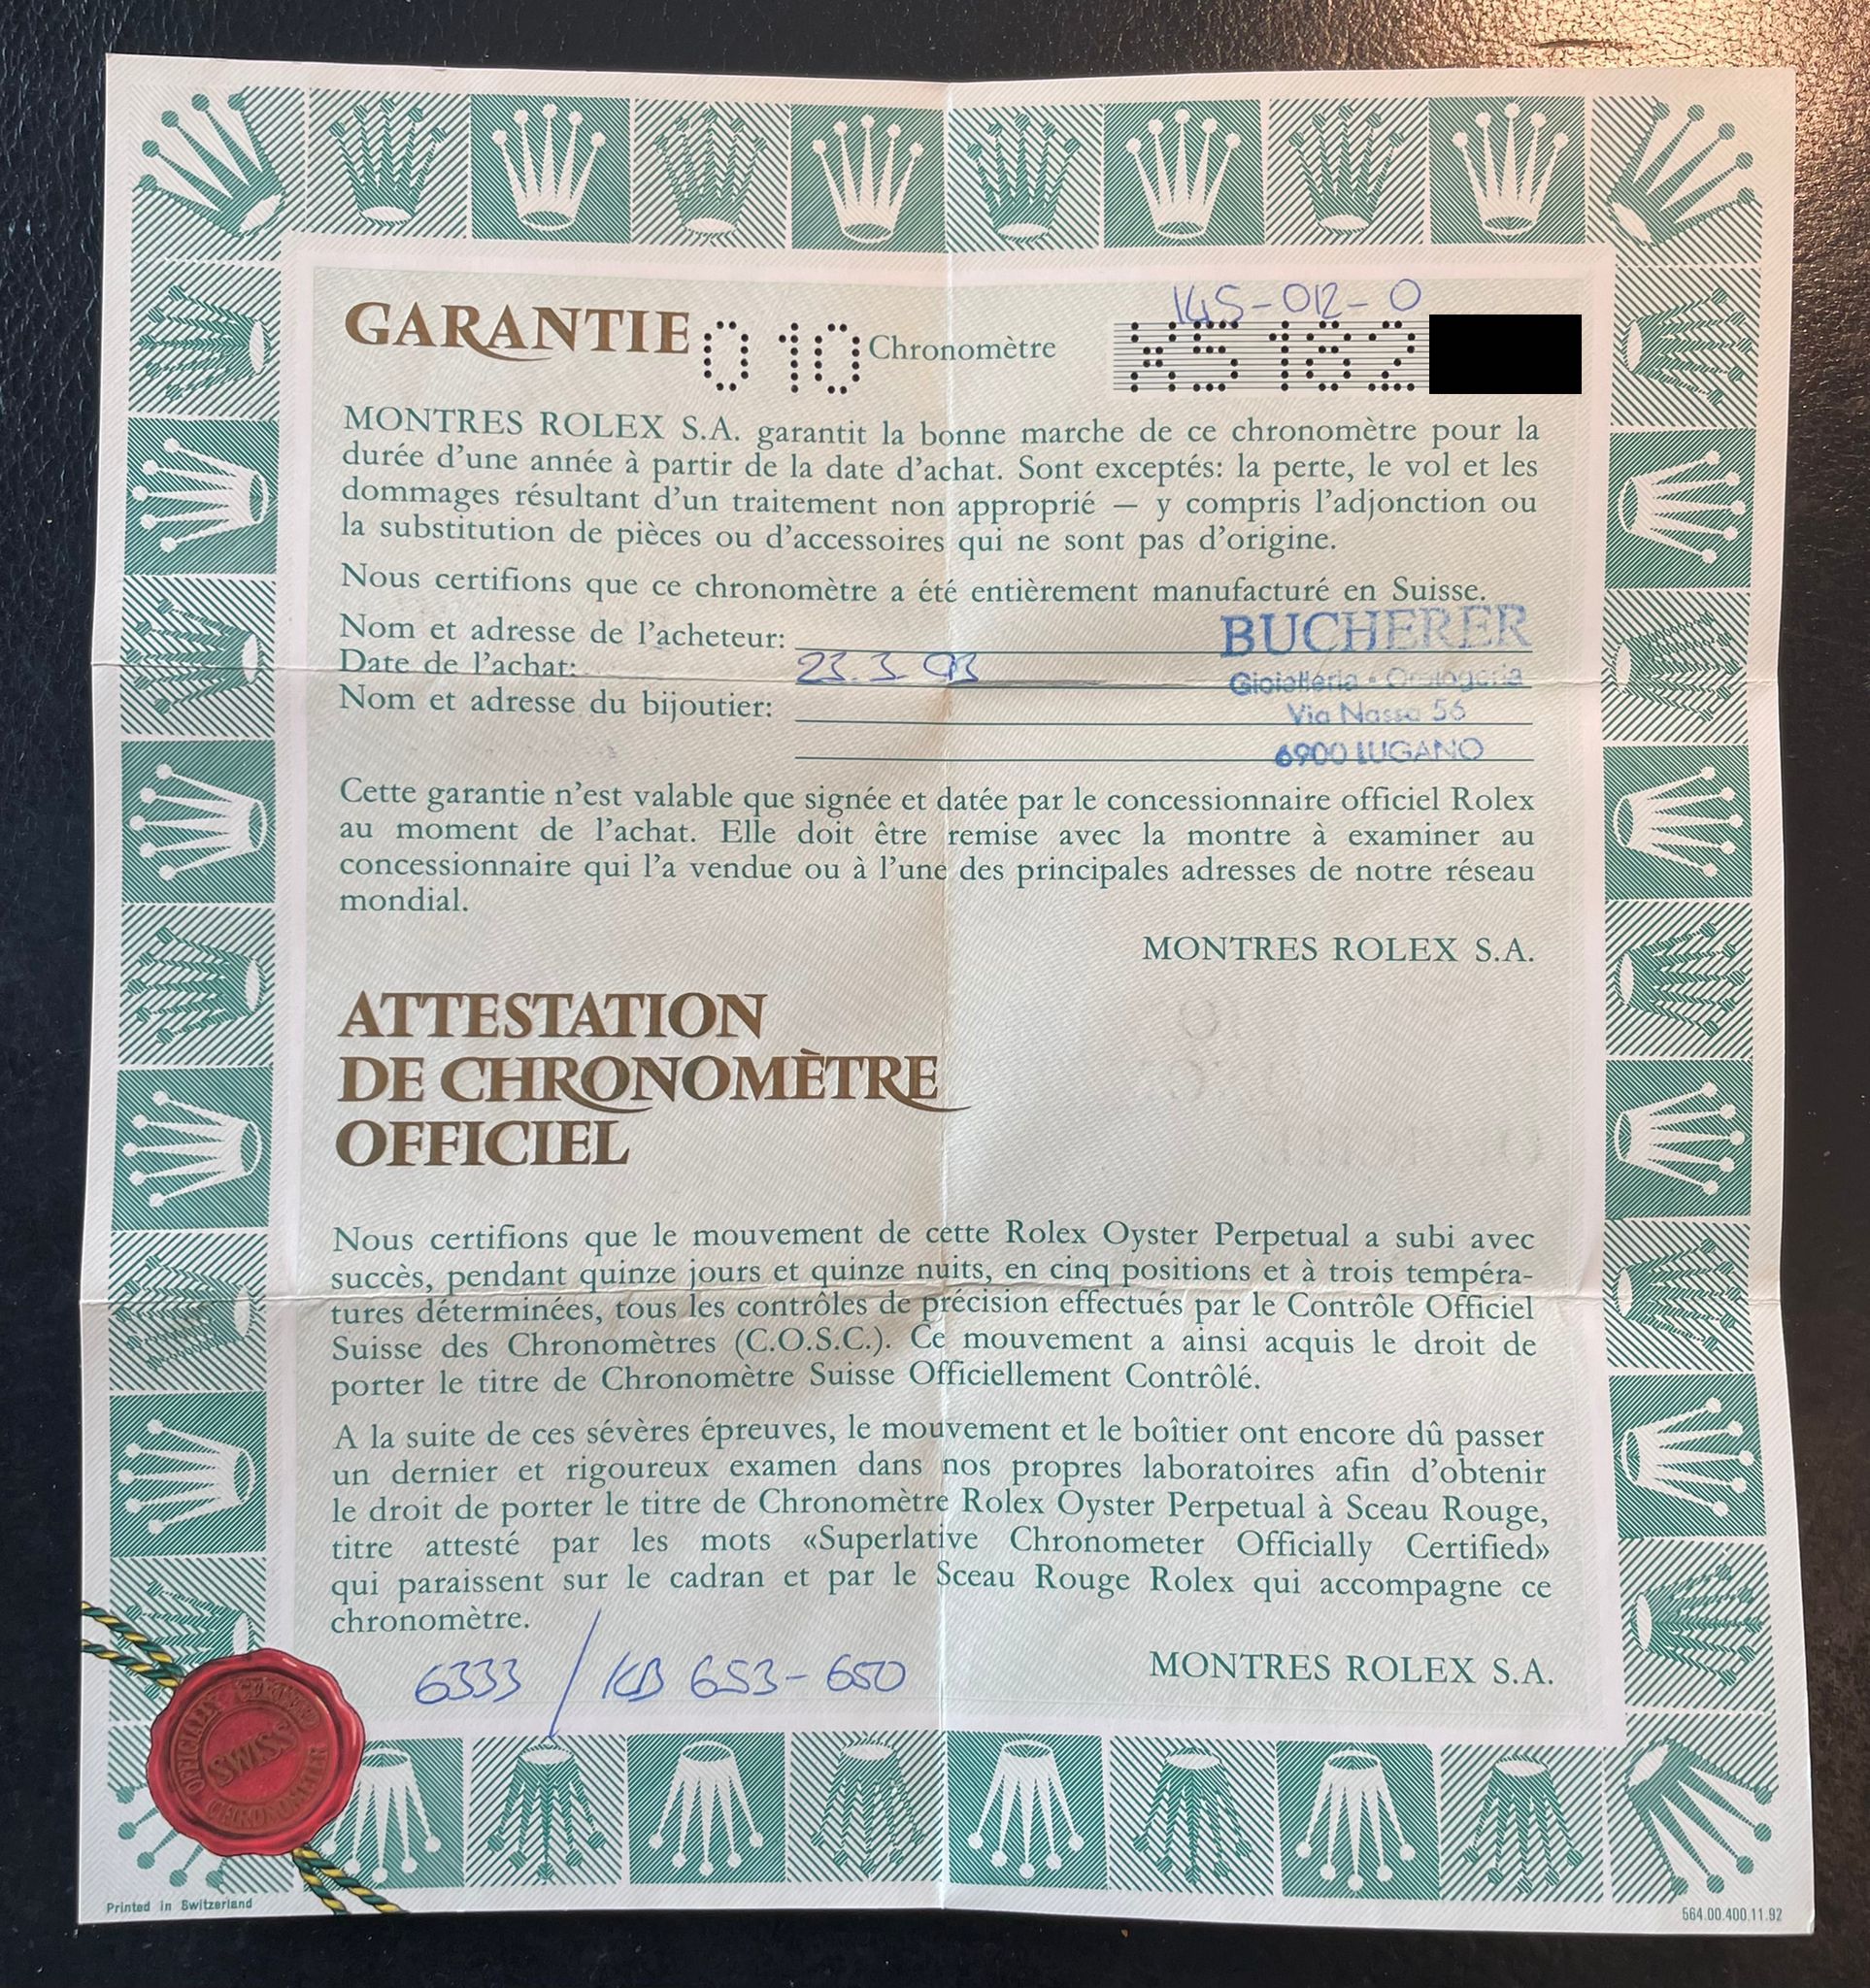 145-012-0
GARANTIE 010 Chronomètre X5182
MONTRES ROLEX S.A. garantit la bonne marche de ce chronomètre pour la
durée d'une année à partir de la date d'achat. Sont exceptés: la perte, le vol et les
dommages résultant d'un traitement non approprié — y compris l'adjonction ou
la substitution de pièces ou d'accessoires qui ne sont pas d'origine.
Nous certifions que ce chronomètre a été entièrement manufacturé en Suisse.
Nom et adresse de l'acheteur:
BUCHERER
Date de l'achat: 23.3.93
Gioielleria • Orologeria
Nom et adresse du bijoutier:
Via Nassa 56
6900 LUGANO
Cette garantie n'est valable que signée et datée par le concessionnaire officiel Rolex
au moment de l'achat. Elle doit être remise avec la montre à examiner au
concessionnaire qui l'a vendue ou à l'une des principales adresses de notre réseau
mondial.
MONTRES ROLEX S.A.
ATTESTATION
DE CHRONOMÈTRE
OFFICIEL
Nous certifions que le mouvement de cette Rolex Oyster Perpetual a subi avec
succès, pendant quinze jours et quinze nuits, en cinq positions et à trois tempéra-
tures déterminées, tous les contrôles de précision effectués par le Contrôle Officiel
Suisse des Chronomètres (C.O.S.C.). Ce mouvement a ainsi acquis le droit de
porter le titre de Chronomètre Suisse Officiellement Contrôlé.
A la suite de ces sévères épreuves, le mouvement et le boîtier ont encore dû passer
un dernier et rigoureux examen dans nos propres laboratoires afin d'obtenir
le droit de porter le titre de Chronomètre Rolex Oyster Perpetual à Sceau Rouge,
titre attesté par les mots «Superlative Chronometer Officially Certified»
qui paraissent sur le cadran et par le Sceau Rouge Rolex qui accompagne ce
chronomètre.
6333 / KB 653-650
MONTRES ROLEX S.A.
SWISS
CHRONOMETER
Printed in Switzerland
564.00.400.11.92